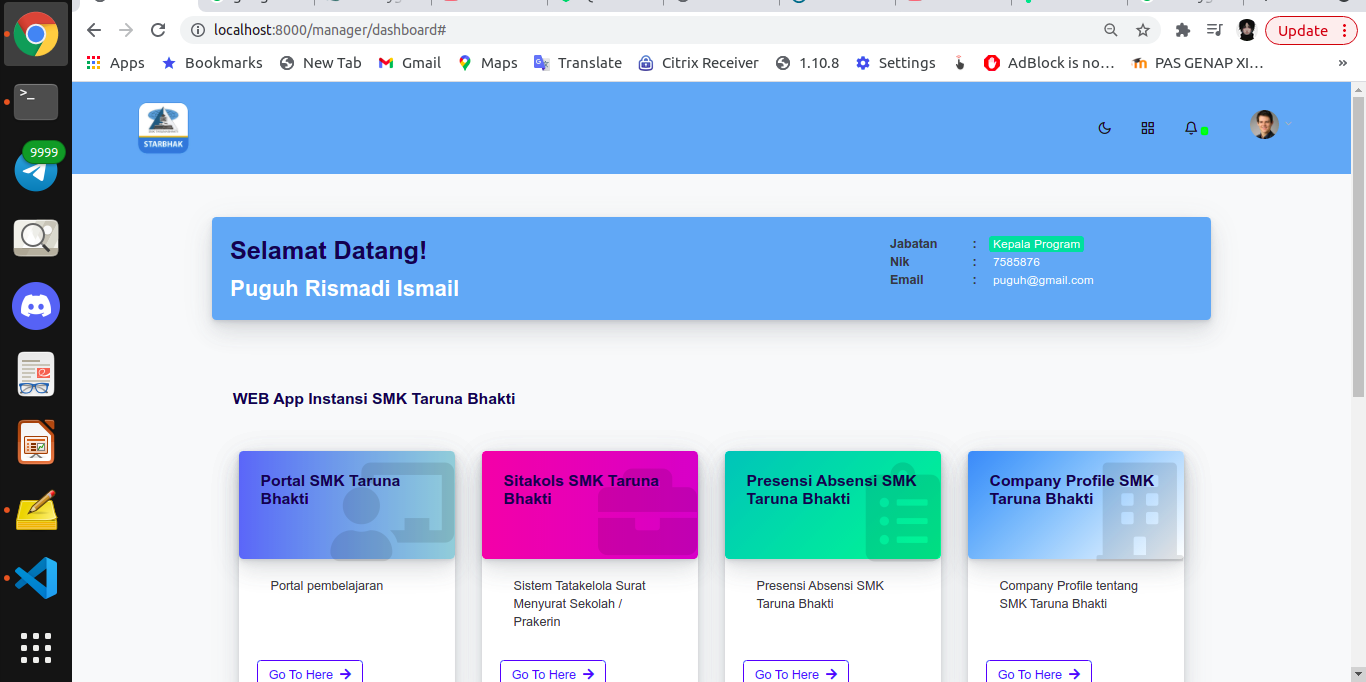 localhost:8000/manager/dashboard#
Update
Apps
Bookmarks
New Tab
Gmail
Maps
Translate
Citrix Receiver
1.10.8
Settings
AdBlock is no...
PAS GENAP XI...
»
>_
9999
STARBHAK
Selamat Datang!
Puguh Rismadi Ismail
Jabatan : Kepala Program
Nik : 7585876
Email : puguh@gmail.com
WEB App Instansi SMK Taruna Bhakti
Portal SMK Taruna
Bhakti
Portal pembelajaran
Go To Here
Sitakols SMK Taruna
Bhakti
Sistem Tatakelola Surat
Menyurat Sekolah /
Prakerin
Go To Here
Presensi Absensi SMK
Taruna Bhakti
Presensi Absensi SMK
Taruna Bhakti
Go To Here
Company Profile SMK
Taruna Bhakti
Company Profile tentang
SMK Taruna Bhakti
Go To Here